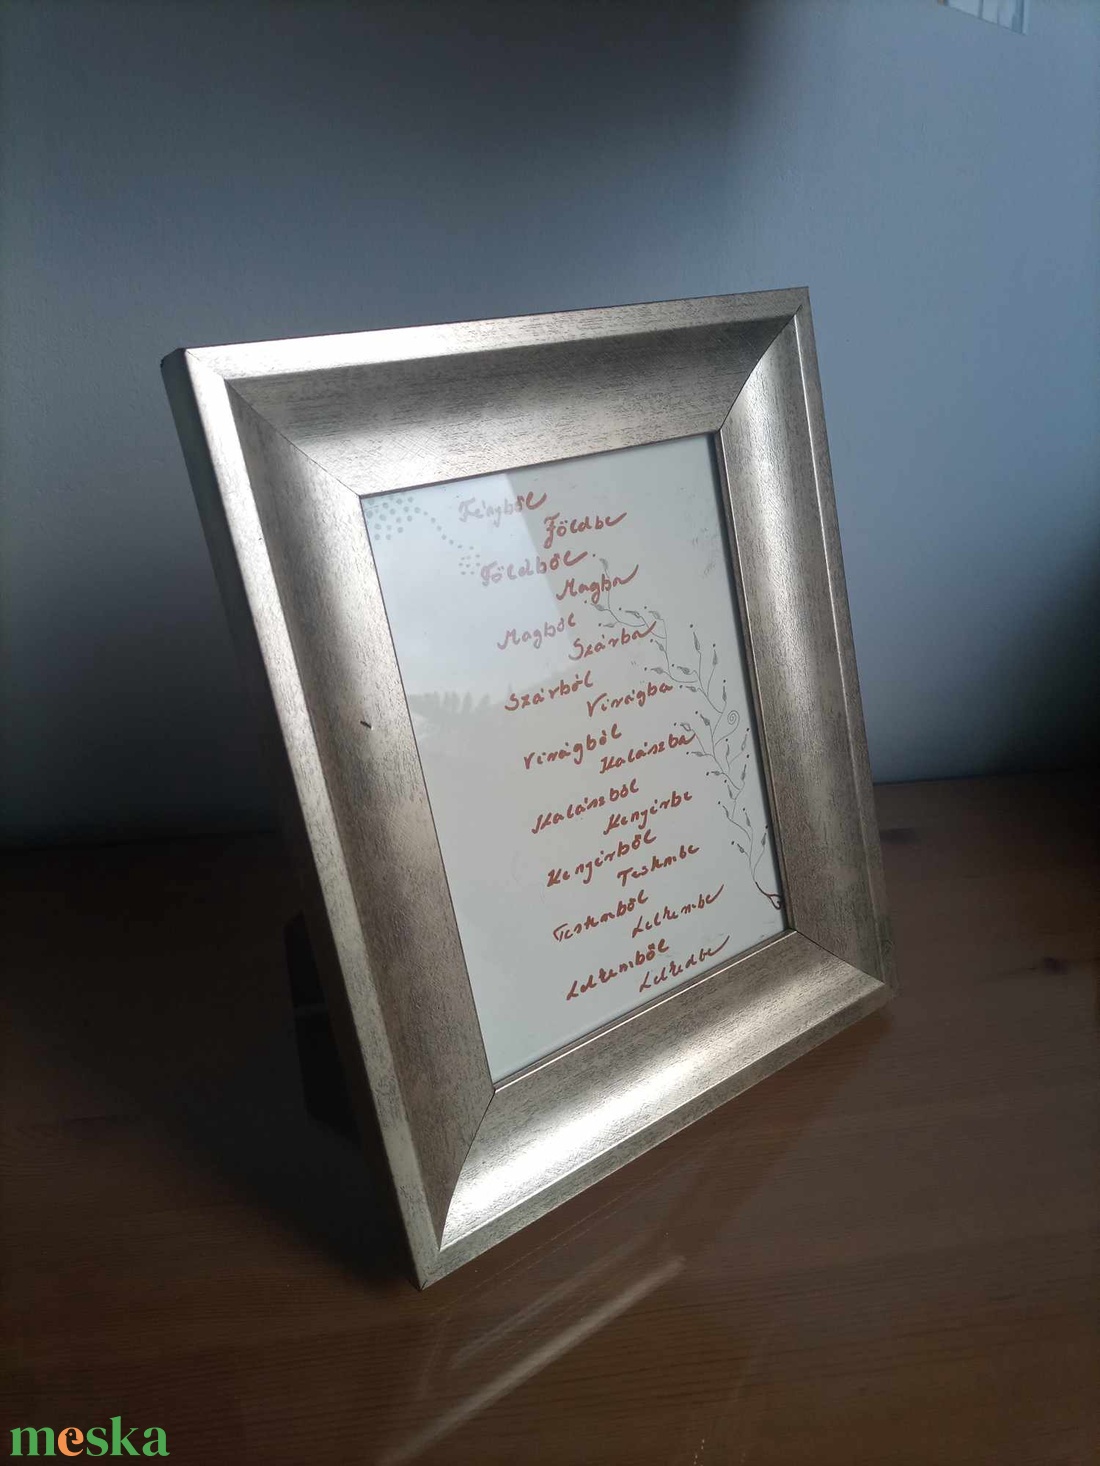 Fényből
Földbe
Földből
Magba
Magból
Szárba
Szárból
Virágba
Virágból
Kalászba
Kalászból
Kenyérbe
Kenyérből
Testembe
Testemből
Lelkembe
Lelkemből
Lelkedbe
meska